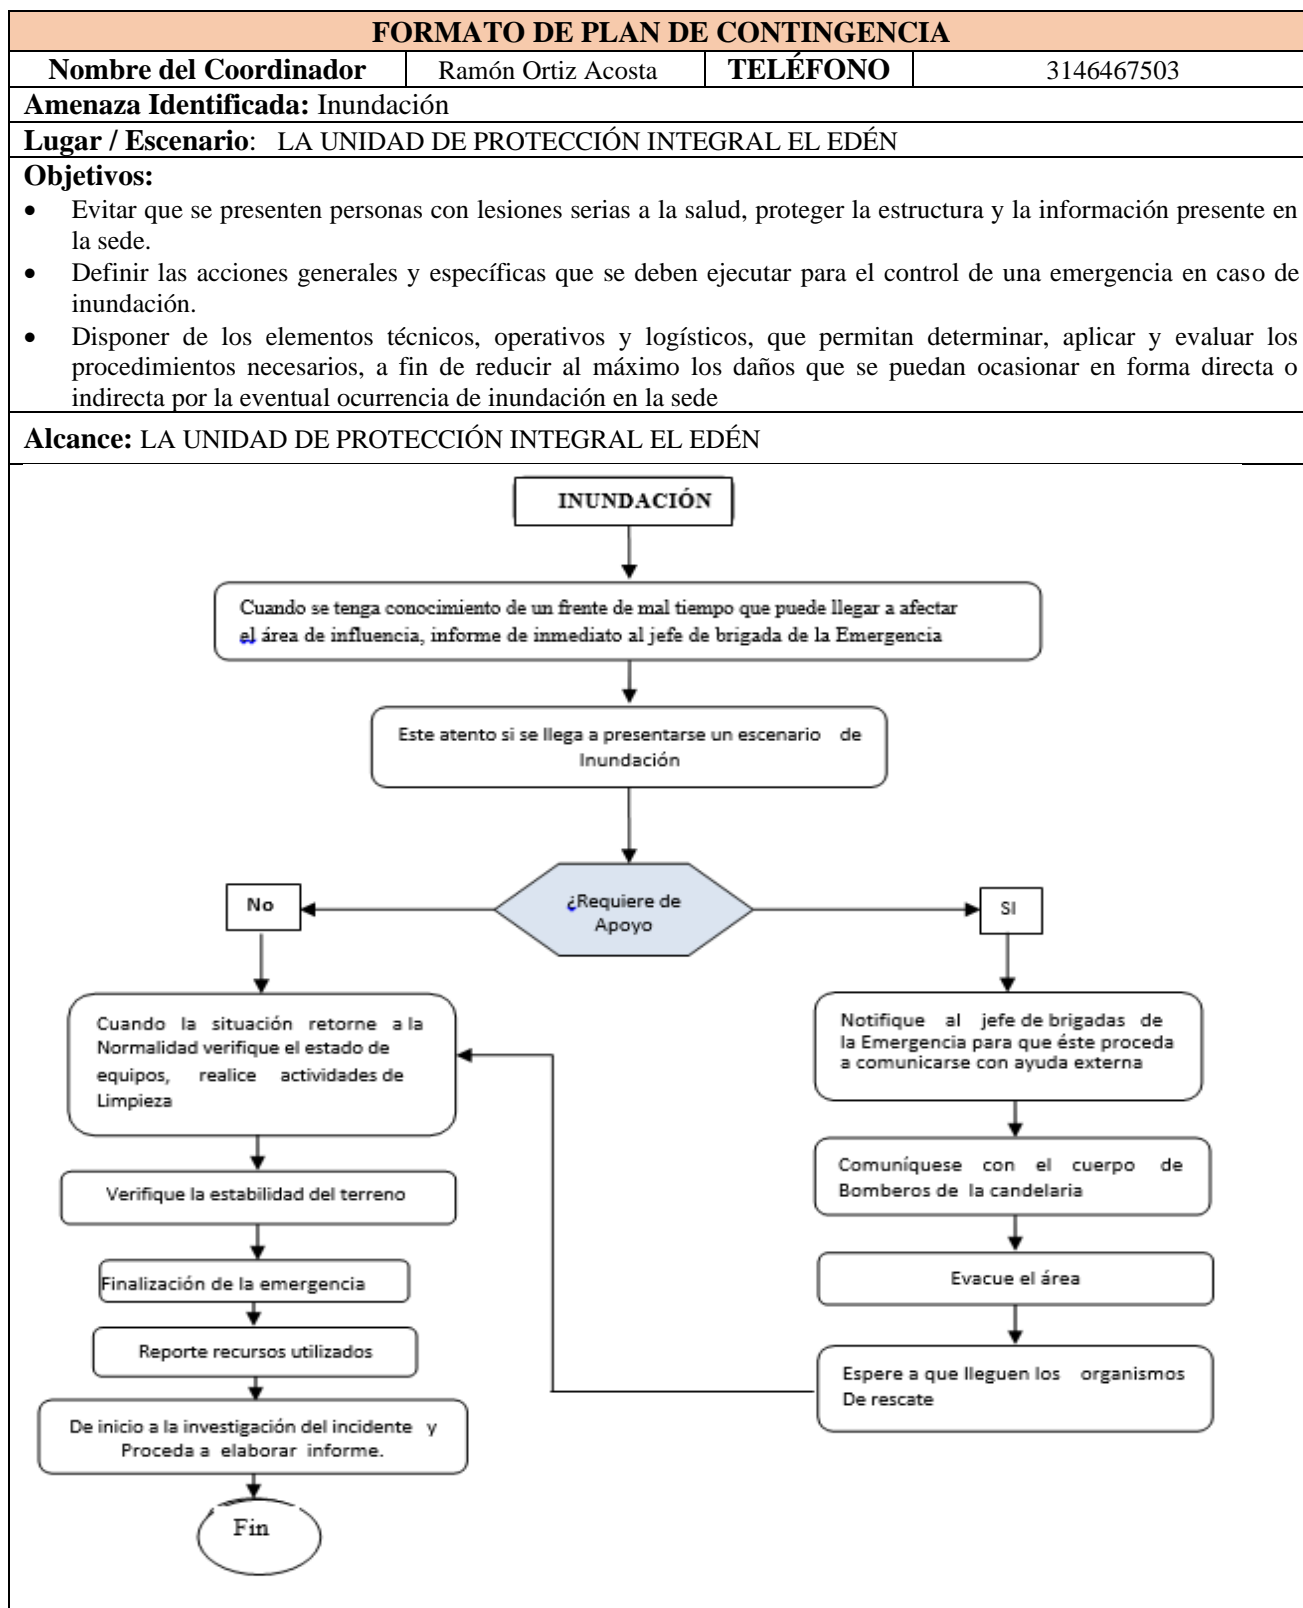 FORMATO DE PLAN DE CONTINGENCIA
Nombre del Coordinador Ramón Ortiz Acosta TELÉFONO 3146467503
Amenaza Identificada: Inundación
Lugar / Escenario: LA UNIDAD DE PROTECCIÓN INTEGRAL EL EDÉN
Objetivos:
• Evitar que se presenten personas con lesiones serias a la salud, proteger la estructura y la información presente en
la sede.
• Definir las acciones generales y específicas que se deben ejecutar para el control de una emergencia en caso de
inundación.
• Disponer de los elementos técnicos, operativos y logísticos, que permitan determinar, aplicar y evaluar los
procedimientos necesarios, a fin de reducir al máximo los daños que se puedan ocasionar en forma directa o
indirecta por la eventual ocurrencia de inundación en la sede
Alcance: LA UNIDAD DE PROTECCIÓN INTEGRAL EL EDÉN
INUNDACIÓN
Cuando se tenga conocimiento de un frente de mal tiempo que puede llegar a afectar
el área de influencia, informe de inmediato al jefe de brigada de la Emergencia
Este atento si se llega a presentarse un escenario de
Inundación
¿Requiere de
Apoyo
No
SI
Cuando la situación retorne a la
Normalidad verifique el estado de
equipos, realice actividades de
Limpieza
Verifique la estabilidad del terreno
Finalización de la emergencia
Reporte recursos utilizados
De inicio a la investigación del incidente y
Proceda a elaborar informe.
Fin
Notifique al jefe de brigadas de
la Emergencia para que éste proceda
a comunicarse con ayuda externa
Comuníquese con el cuerpo de
Bomberos de la candelaria
Evacue el área
Espere a que lleguen los organismos
De rescate